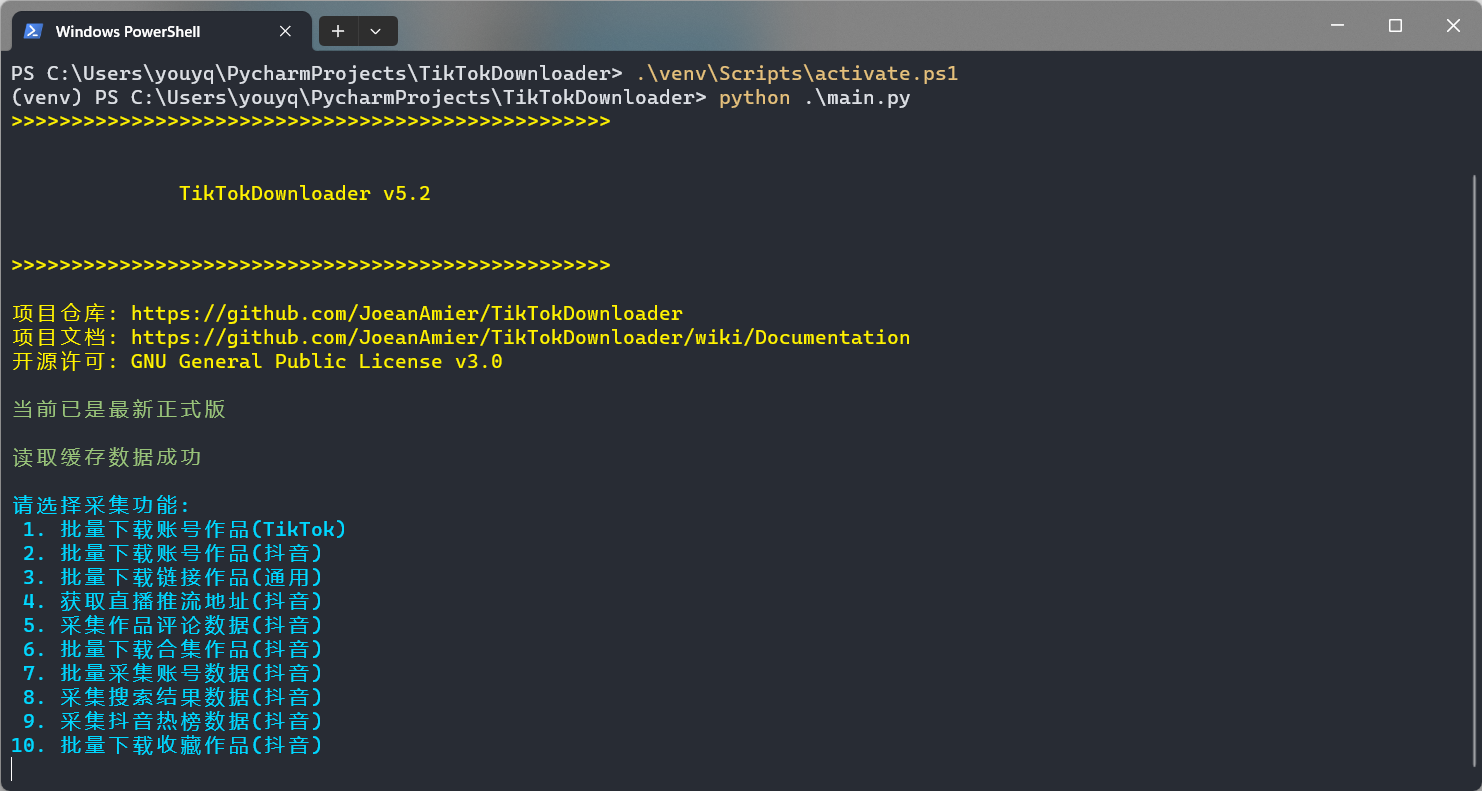 Windows PowerShell
PS C:\Users\youyq\PycharmProjects\TikTokDownloader> .\venv\Scripts\activate.ps1
(venv) PS C:\Users\youyq\PycharmProjects\TikTokDownloader> python .\main.py
>>>>>>>>>>>>>>>>>>>>>>>>>>>>>>>>>>>>>>>>>>>>>>>>>>
TikTokDownloader v5.2
>>>>>>>>>>>>>>>>>>>>>>>>>>>>>>>>>>>>>>>>>>>>>>>>>>
项目仓库: https://github.com/JoeanAmier/TikTokDownloader
项目文档: https://github.com/JoeanAmier/TikTokDownloader/wiki/Documentation
开源许可: GNU General Public License v3.0
当前已是最新正式版
读取缓存数据成功
请选择采集功能:
1. 批量下载账号作品(TikTok)
2. 批量下载账号作品(抖音)
3. 批量下载链接作品(通用)
4. 获取直播推流地址(抖音)
5. 采集作品评论数据(抖音)
6. 批量下载合集作品(抖音)
7. 批量采集账号数据(抖音)
8. 采集搜索结果数据(抖音)
9. 采集抖音热榜数据(抖音)
10. 批量下载收藏作品(抖音)